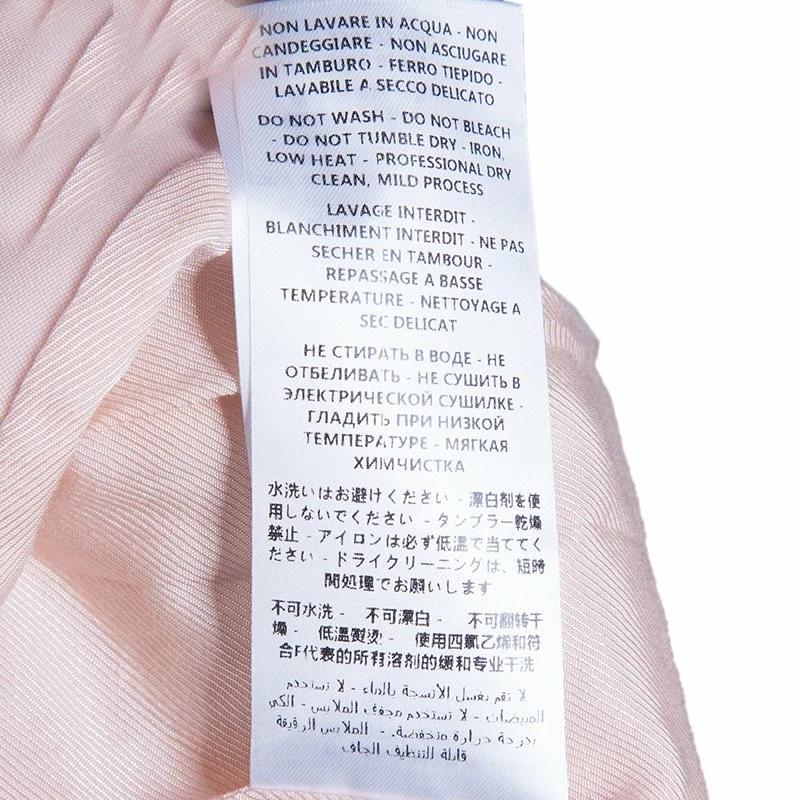 NON LAVARE IN ACQUA - NON
CANDEGGIARE - NON ASCIUGARE
IN TAMBURO - FERRO TIEPIDO -
LAVABILE A SECCO DELICATO
DO NOT WASH - DO NOT BLEACH
- DO NOT TUMBLE DRY - IRON,
LOW HEAT - PROFESSIONAL DRY
CLEAN, MILD PROCESS
LAVAGE INTERDIT -
BLANCHIMENT INTERDIT - NE PAS
SECHER EN TAMBOUR -
REPASSAGE A BASSE
TEMPERATURE - NETTOYAGE A
SEC DELICAT
НЕ СТИРАТЬ В ВОДЕ - НЕ
ОТБЕЛИВАТЬ - НЕ СУШИТЬ В
ЭЛЕКТРИЧЕСКОЙ СУШИЛКЕ -
ГЛАДИТЬ ПРИ НИЗКОЙ
ТЕМПЕРАТУРЕ - МЯГКАЯ
ХИМЧИСТКА
水洗いはお避けください - 漂白剤を使
用しないでください - タンブラー乾燥
禁止 - アイロンは必ず低温で当ててく
ださい - ドライクリーニングは、短時
間処理でお願いします
不可水洗 - 不可漂白 - 不可翻转干
燥 - 低溫熨烫 - 使用四氯乙烯和符
合F代表的所有溶剂的缓和专业干洗
لا تقم بغسل الأنسجة بالماء - لا تستخدم
المبيضات - لا تستخدم مجفف الملابس - الكي
بدرجة حرارة منخفضة. - الملابس الرقيقة
قابلة للتنظيف الجاف